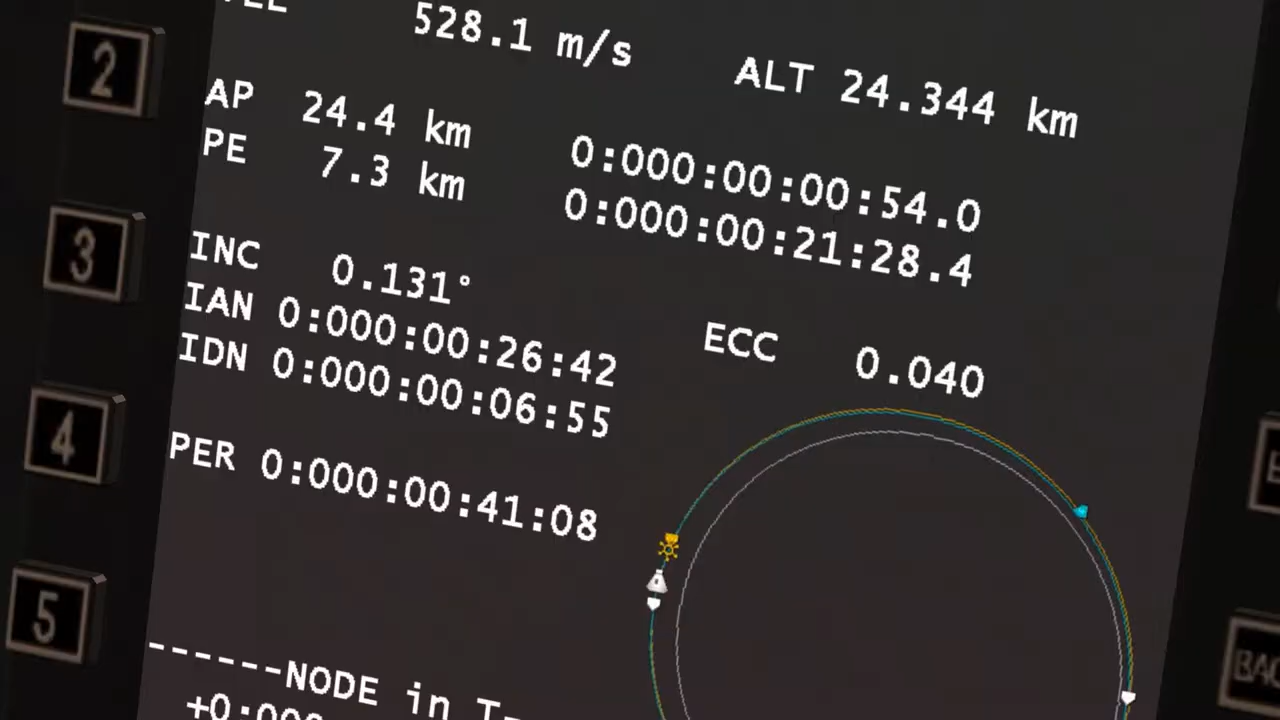 528.1 m/s
ALT 24.344 km
2
AP 24.4 km 0:000:00:00:54.0
PE 7.3 km 0:000:00:21:28.4
3
INC 0.131°
IAN 0:000:00:26:42
ECC 0.040
IDN 0:000:00:06:55
4
PER 0:000:00:41:08
5
------NODE in T-